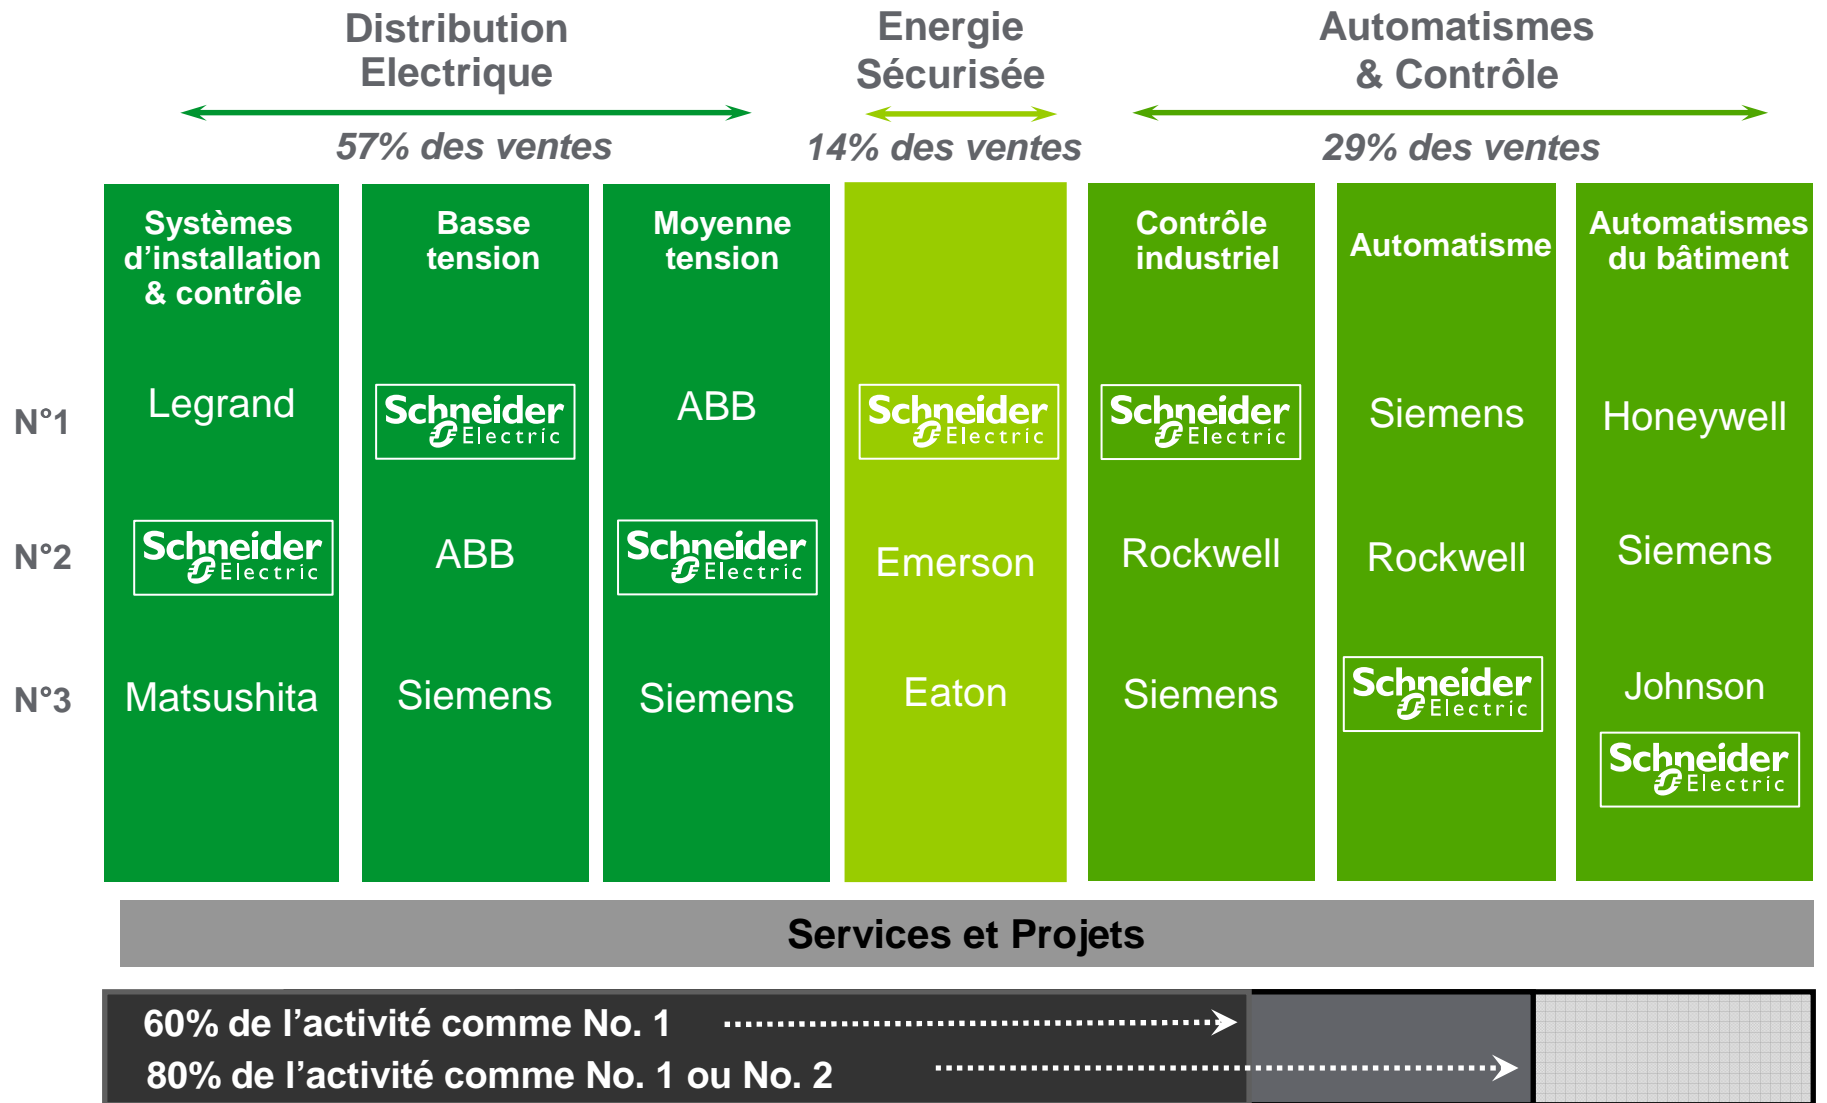 Distribution
Electrique
57% des ventes
Energie
Sécurisée
14% des ventes
Automatismes
& Contrôle
29% des ventes
Systèmes
d’installation
& contrôle
Basse
tension
Moyenne
tension
Contrôle
industriel
Automatisme
Automatismes
du bâtiment
N°1
Legrand
Schneider
Electric
ABB
Schneider
Electric
Schneider
Electric
Siemens
Honeywell
N°2
Schneider
Electric
ABB
Schneider
Electric
Emerson
Rockwell
Rockwell
Siemens
N°3
Matsushita
Siemens
Siemens
Eaton
Siemens
Schneider
Electric
Johnson
Schneider
Electric
Services et Projets
60% de l’activité comme No. 1
80% de l’activité comme No. 1 ou No. 2